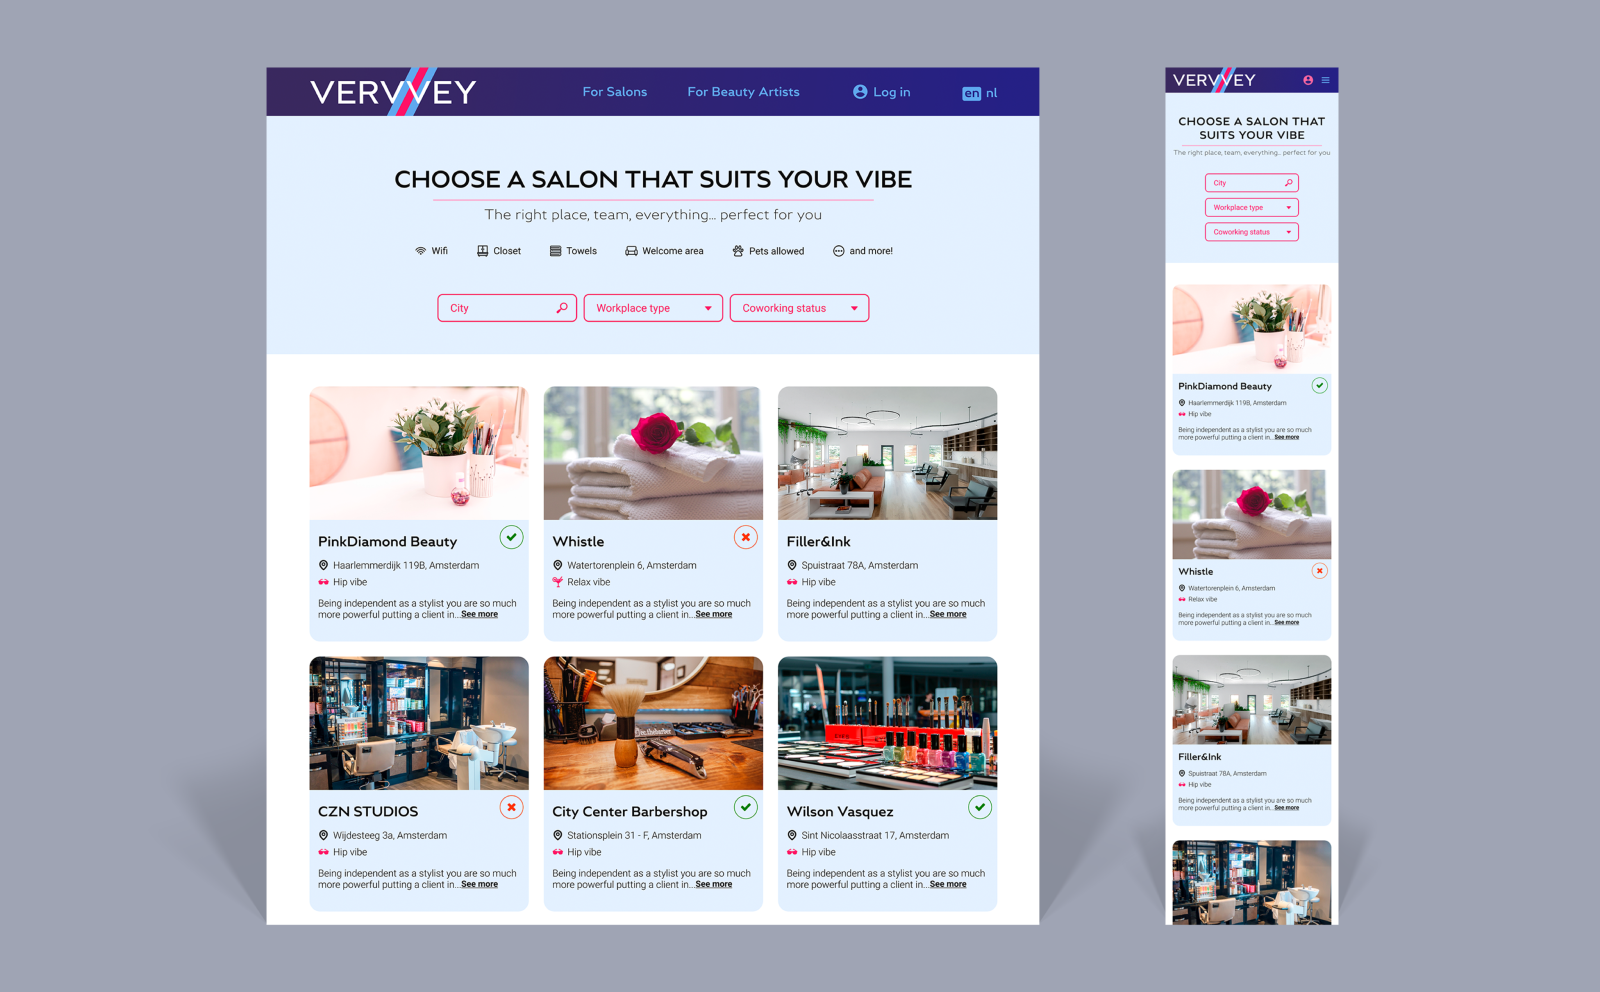 VERVVEY
For Salons
For Beauty Artists
Log in
en nl
CHOOSE A SALON THAT SUITS YOUR VIBE
The right place, team, everything... perfect for you
Wifi
Closet
Towels
Welcome area
Pets allowed
and more!
City
Workplace type
Coworking status
PinkDiamond Beauty
Haarlemmerdijk 119B, Amsterdam
Hip vibe
Being independent as a stylist you are so much
more powerful putting a client in...See more
Whistle
Watertorenplein 6, Amsterdam
Relax vibe
Being independent as a stylist you are so much
more powerful putting a client in...See more
Filler&Ink
Spuistraat 78A, Amsterdam
Hip vibe
Being independent as a stylist you are so much
more powerful putting a client in...See more
CZN STUDIOS
Wijdesteeg 3a, Amsterdam
Hip vibe
Being independent as a stylist you are so much
more powerful putting a client in...See more
City Center Barbershop
Stationsplein 31 - F, Amsterdam
Hip vibe
Being independent as a stylist you are so much
more powerful putting a client in...See more
Wilson Vasquez
Sint Nicolaasstraat 17, Amsterdam
Hip vibe
Being independent as a stylist you are so much
more powerful putting a client in...See more
VERVVEY
CHOOSE A SALON THAT
SUITS YOUR VIBE
The right place, team, everything... perfect for you
City
Workplace type
Coworking status
PinkDiamond Beauty
Haarlemmerdijk 119B, Amsterdam
Hip vibe
Being independent as a stylist you are so much
more powerful putting a client in...See more
Whistle
Watertorenplein 6, Amsterdam
Relax vibe
Being independent as a stylist you are so much
more powerful putting a client in...See more
Filler&Ink
Spuistraat 78A, Amsterdam
Hip vibe
Being independent as a stylist you are so much
more powerful putting a client in...See more